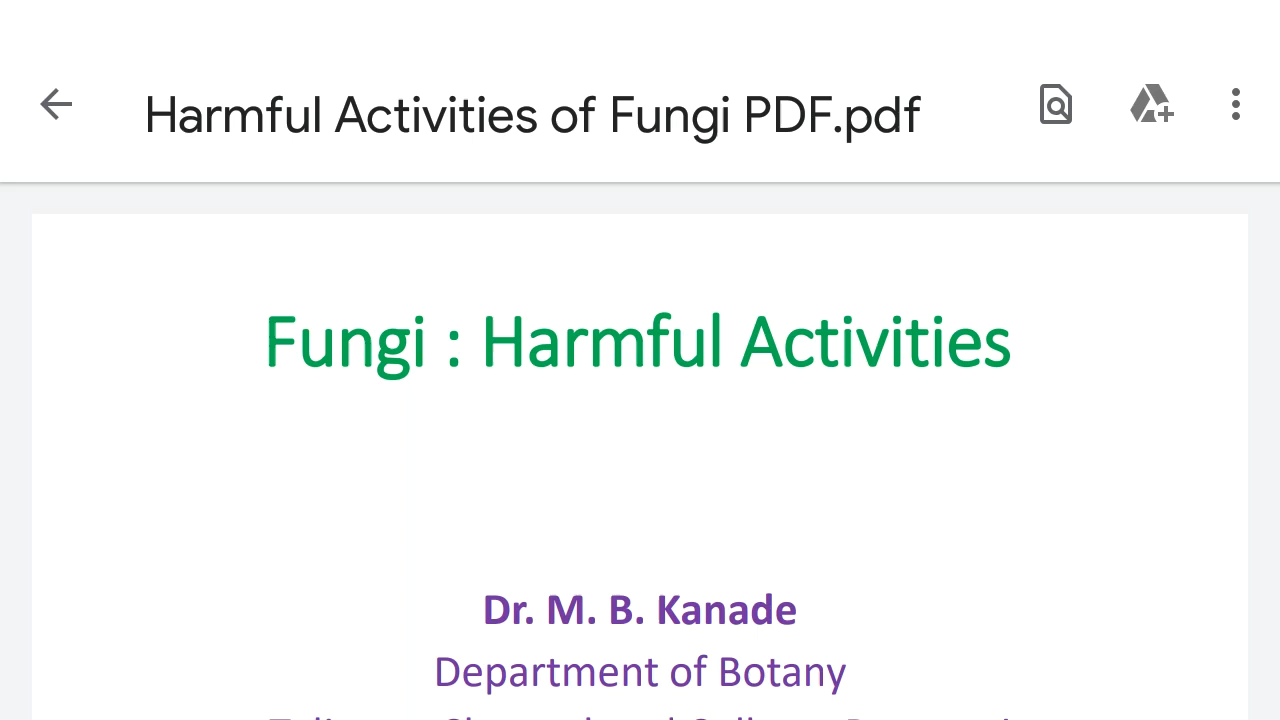 Harmful Activities of Fungi PDF.pdf
Fungi : Harmful Activities
Dr. M. B. Kanade
Department of Botany